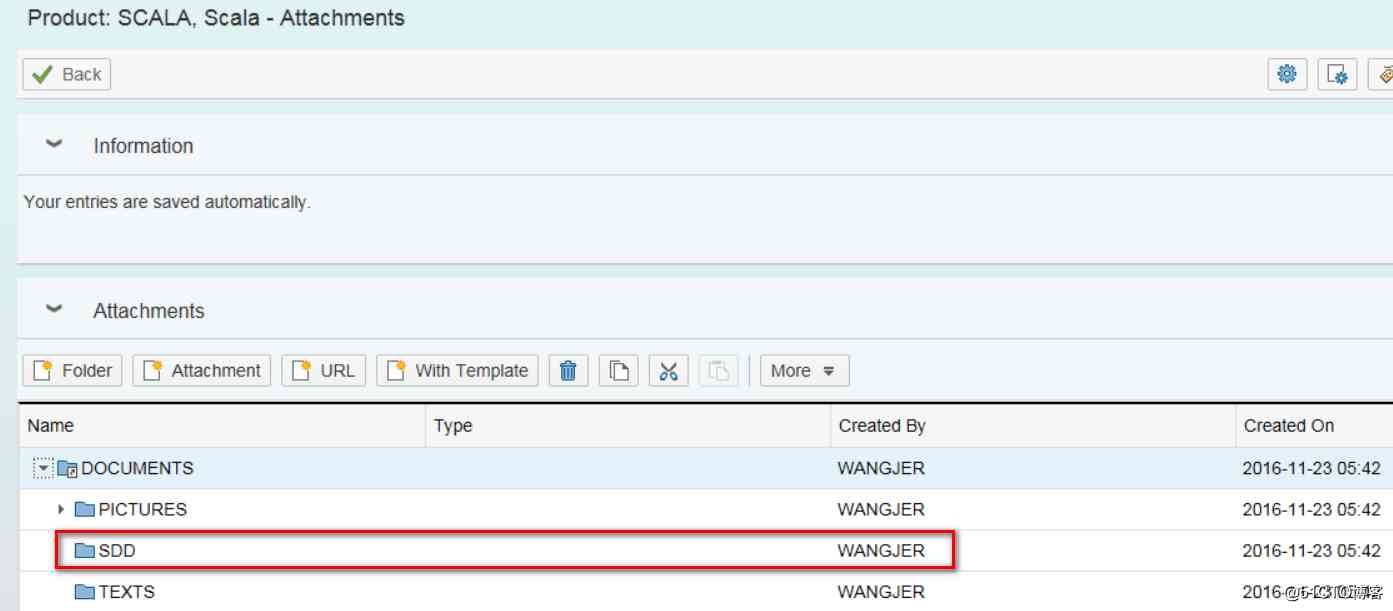 Product: SCALA, Scala - Attachments
Back
Information
Your entries are saved automatically.
Attachments
Folder Attachment URL With Template More
Name Type Created By Created On
DOCUMENTS WANGJER 2016-11-23 05:42
PICTURES WANGJER 2016-11-23 05:42
SDD WANGJER 2016-11-23 05:42
TEXTS WANGJER
@51CTO博客